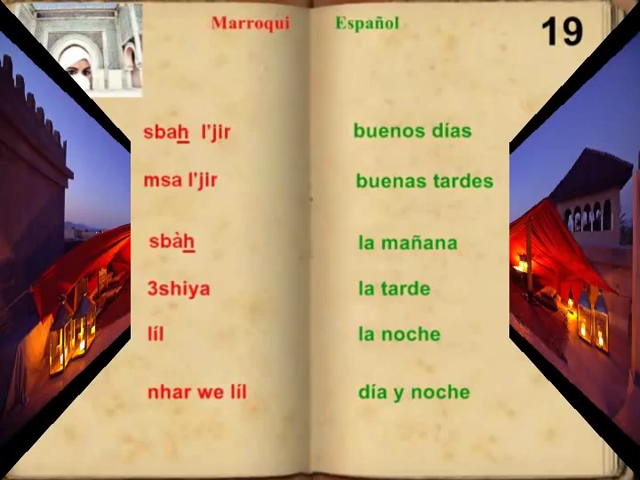 Marroqui Español 19
sbah l'jir buenos días
msa l'jir buenas tardes
sbàh la mañana
3shiya la tarde
líl la noche
nhar we líl día y noche